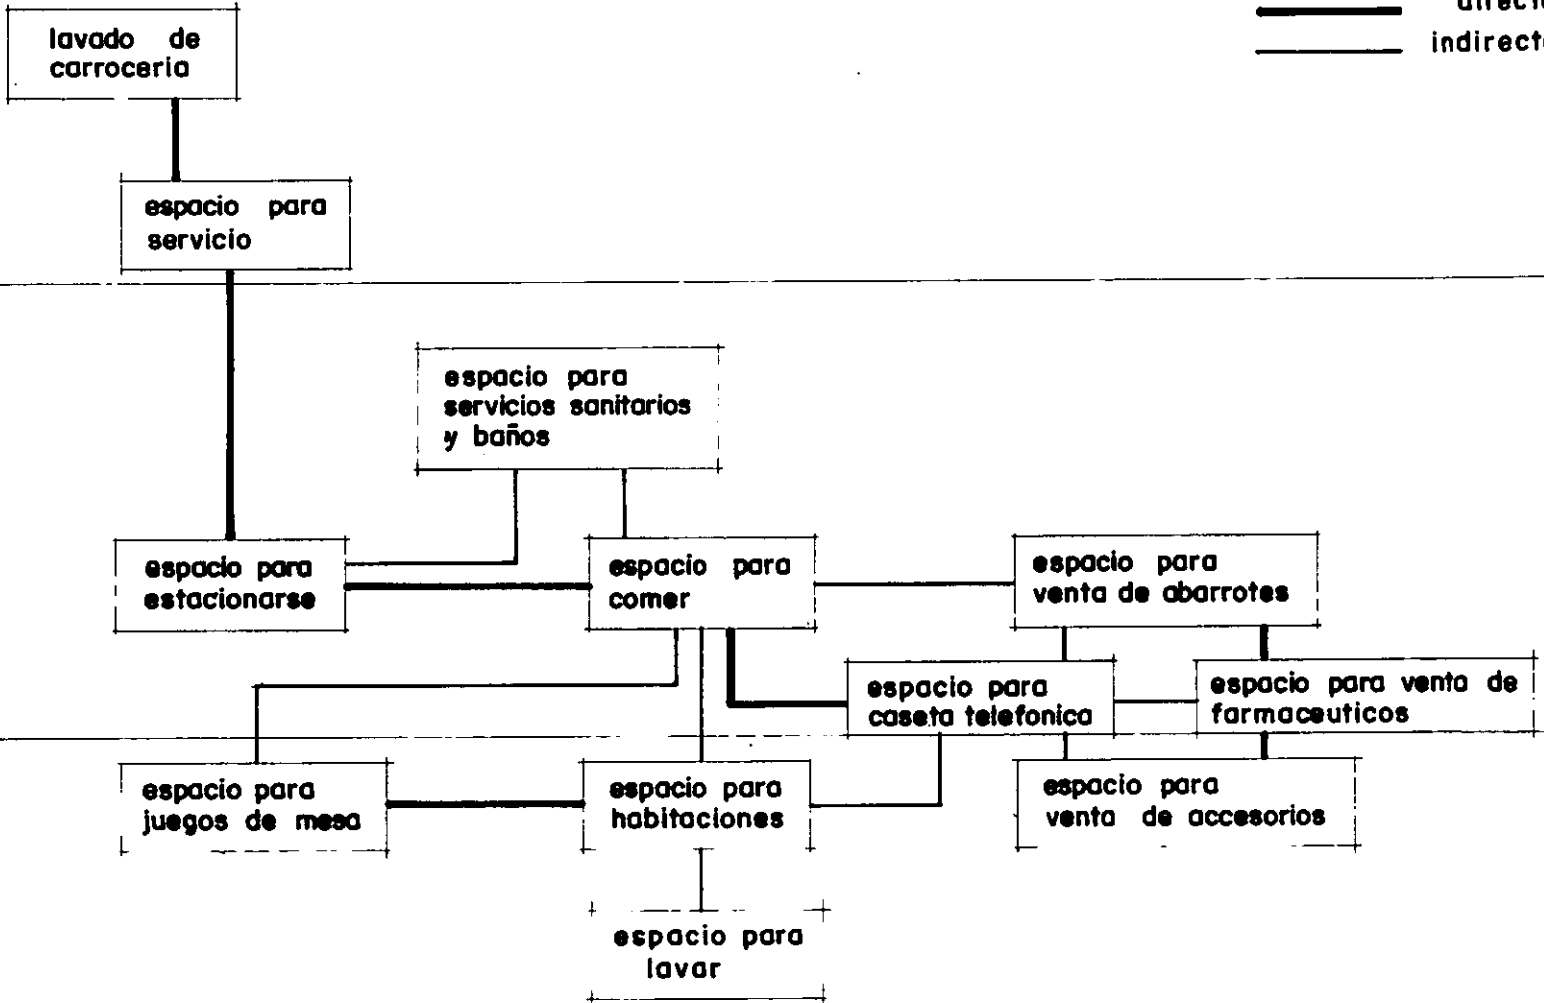 indirect
lavado de
carroceria
espacio para
servicio
espacio para
servicios sanitarios
y baños
espacio para
estacionarse
espacio para
comer
espacio para
venta de abarrotes
espacio para
caseta telefonica
espacio para venta de
farmaceuticos
espacio para
juegos de mesa
espacio para
habitaciones
espacio para
venta de accesorios
espacio para
lavar